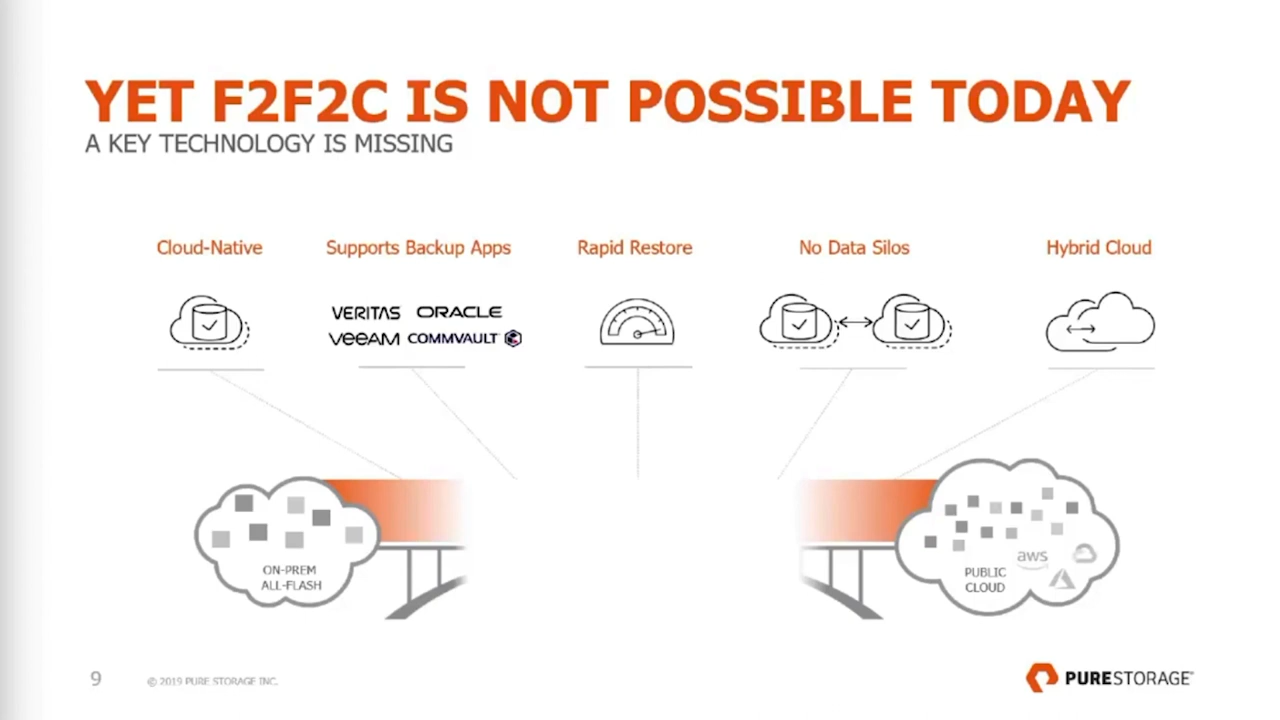 YET F2F2C IS NOT POSSIBLE TODAY
A KEY TECHNOLOGY IS MISSING
Cloud-Native
Supports Backup Apps
Rapid Restore
No Data Silos
Hybrid Cloud
VERITAS ORACLE
veeAM COMMVAULT
ON-PREM
ALL-FLASH
aws
PUBLIC
CLOUD
9
© 2019 PURE STORAGE INC.
PURESTORAGE®